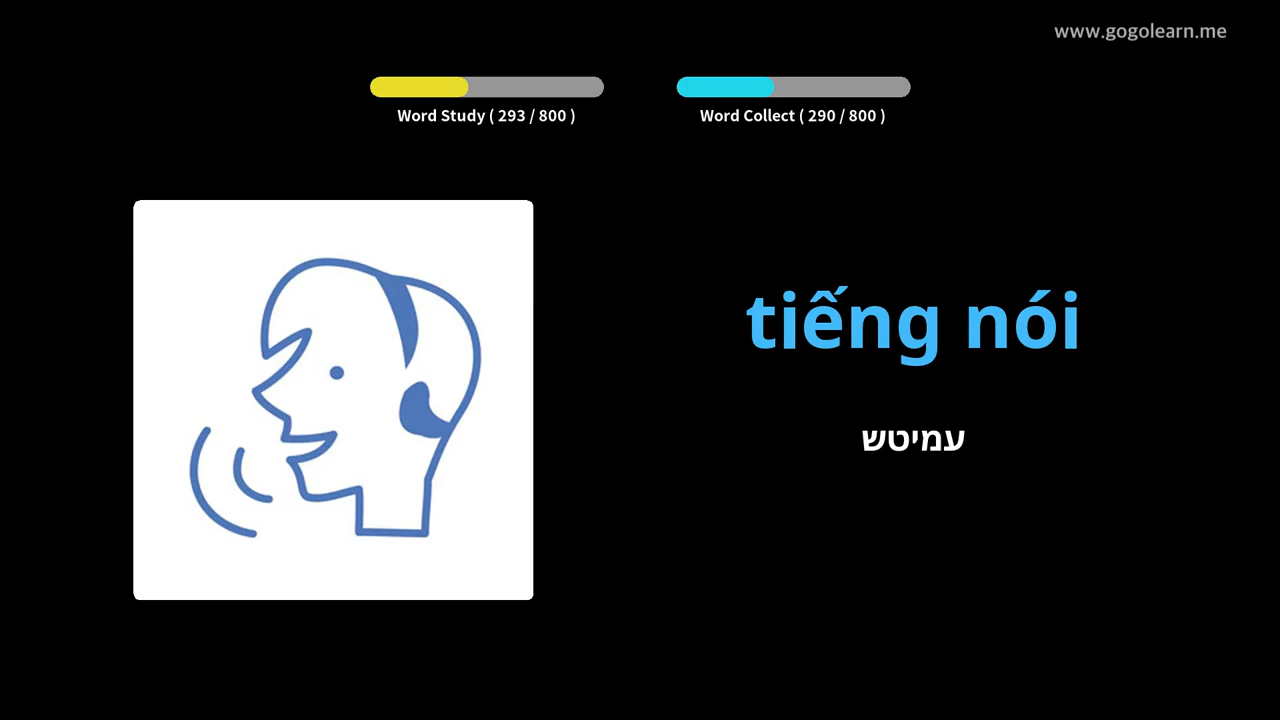 www.gogolearn.me
Word Study ( 293 / 800 )
Word Collect ( 290 / 800 )
tiếng nói
עמיטש